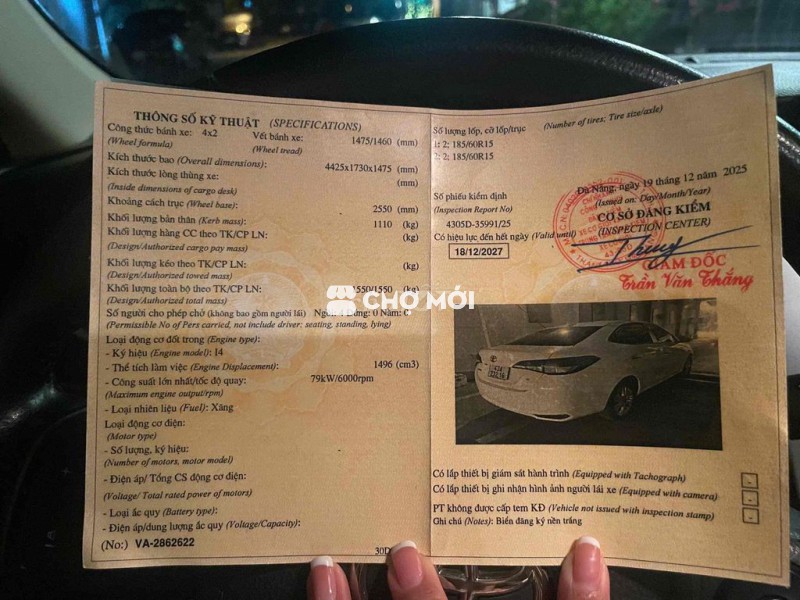 THÔNG SỐ KỸ THUẬT (SPECIFICATIONS)
Công thức bánh xe: 4x2 Vết bánh xe: 1475/1460 (mm)
(Wheel formula) (Wheel tread)
Kích thước bao (Overall dimensions): 4425x1730x1475 (mm)
Kích thước lòng thùng xe: (mm)
(Inside dimensions of cargo desk)
Khoảng cách trục (Wheel base): 2550 (mm)
Khối lượng bản thân (Kerb mass): 1110 (kg)
Khối lượng hàng CC theo TK/CP LN: (kg)
(Design/Authorized cargo pay mass)
Khối lượng kéo theo TK/CP LN: (kg)
(Design/Authorized towed mass)
Khối lượng toàn bộ theo TK/CP LN: 1550/1550 (kg)
(Design/Authorized total mass)
Số người cho phép chở (không bao gồm người lái) Đứng: 0 Nằm:
(Permissible No of Pers carried, not include driver: seating, standing, lying)
Loại động cơ đốt trong (Engine type):
- Ký hiệu (Engine model): I4
- Thể tích làm việc (Engine Displacement): 1496 (cm3)
- Công suất lớn nhất/tốc độ quay: 79kW/6000rpm
(Maximum engine output/rpm)
- Loại nhiên liệu (Fuel): Xăng
Loại động cơ điện:
(Motor type)
- Số lượng, ký hiệu:
(Number of motors, motor model)
- Điện áp/ Tổng CS động cơ điện:
(Voltage/ Total rated power of motors)
- Loại ắc quy (Battery type):
- Điện áp/dung lượng ắc quy (Voltage/Capacity):
(No:) VA-2862622
30D
CHỢ MỚI
Số lượng lốp, cỡ lốp/trục (Number of tires; Tire size/axle)
1: 2; 185/60R15
2: 2; 185/60R15
Đà Nẵng, ngày 19 tháng 12 năm 2025
(Issued on: Day/Month/Year)
Số phiếu kiểm định
CƠ SỞ ĐĂNG KIỂM
(Inspection Report No)
(INSPECTION CENTER)
4305D-35991/25
Có hiệu lực đến hết ngày (Valid until)
18/12/2027
GIÁM ĐỐC
Trần Văn Thắng
Có lắp thiết bị giám sát hành trình (Equipped with Tachograph) -
Có lắp thiết bị ghi nhận hình ảnh người lái xe (Equipped with camera) -
PT không được cấp tem KĐ (Vehicle not issued with inspection stamp) -
Ghi chú (Notes): Biển đăng ký nền trắng